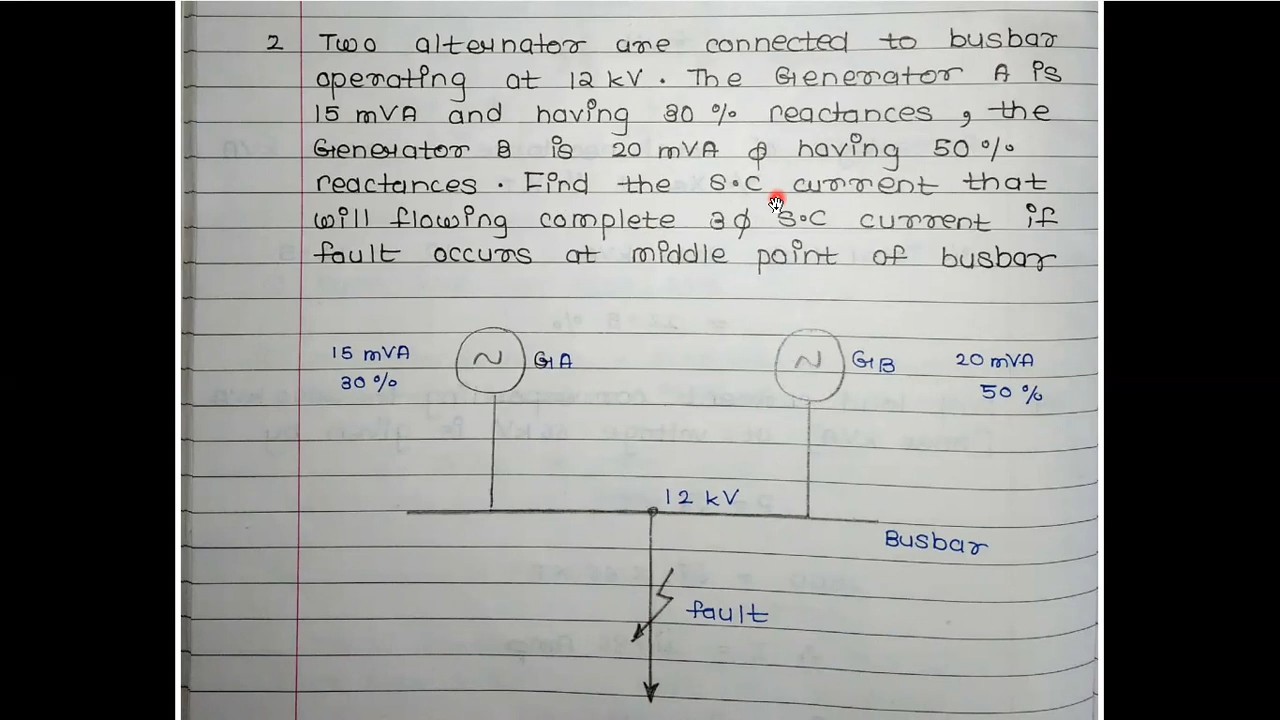 2 Two alternator are connected to busbar
operating at 12 kV. The Generator A is
15 mVA and having 30 % reactances, the
Generator B is 20 mVA & having 50 %
reactances. Find the S.C current that
will flowing complete 3ϕ S.C current if
fault occurs at middle point of busbar
15 mVA
30 %
GA
GB
20 mVA
50 %
12 kV
Busbar
fault